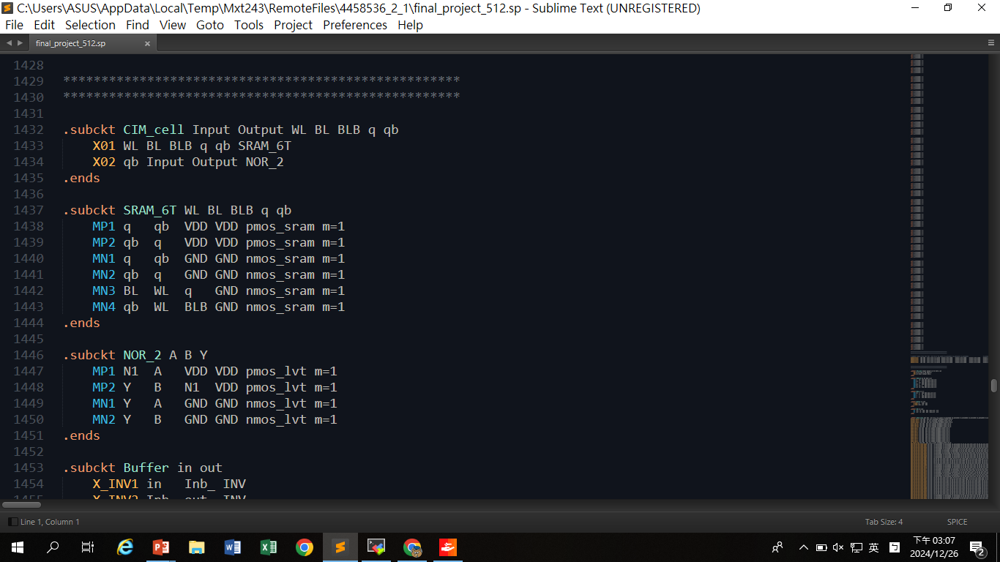 C:\Users\ASUS\AppData\Local\Temp\Mxt243\RemoteFiles\4458536_2_1\final_project_512.sp - Sublime Text (UNREGISTERED)
File Edit Selection Find View Goto Tools Project Preferences Help
final_project_512.sp
1428
1429 ****************************************************
1430 ****************************************************
1431
1432 .subckt CIM_cell Input Output WL BL BLB q qb
1433 X01 WL BL BLB q qb SRAM_6T
1434 X02 qb Input Output NOR_2
1435 .ends
1436
1437 .subckt SRAM_6T WL BL BLB q qb
1438 MP1 q qb VDD VDD pmos_sram m=1
1439 MP2 qb q VDD VDD pmos_sram m=1
1440 MN1 q qb GND GND nmos_sram m=1
1441 MN2 qb q GND GND nmos_sram m=1
1442 MN3 BL WL q GND nmos_sram m=1
1443 MN4 qb WL BLB GND nmos_sram m=1
1444 .ends
1445
1446 .subckt NOR_2 A B Y
1447 MP1 N1 A VDD VDD pmos_lvt m=1
1448 MP2 Y B N1 VDD pmos_lvt m=1
1449 MN1 Y A GND GND nmos_lvt m=1
1450 MN2 Y B GND GND nmos_lvt m=1
1451 .ends
1452
1453 .subckt Buffer in out
1454 X_INV1 in Inb_ INV
1455 X_INV2 Inb_ out INV
Line 1, Column 1
Tab Size: 4
SPICE
英
下午 03:07
2024/12/26
2